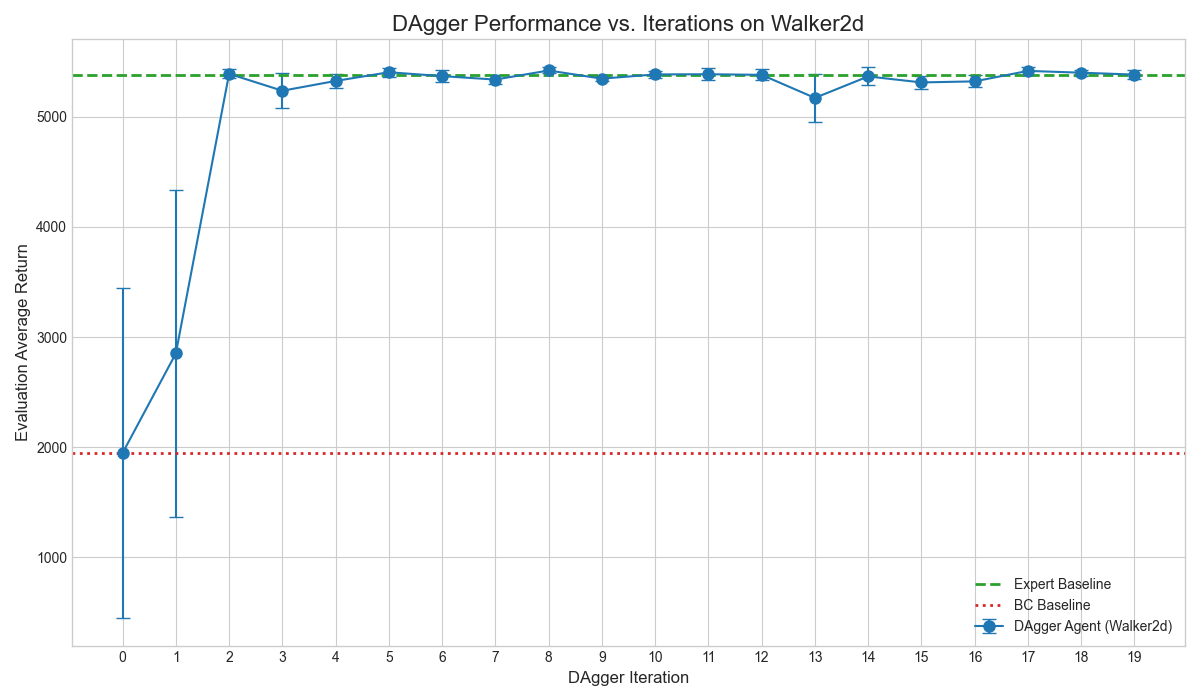 DAgger Performance vs. Iterations on Walker2d
Evaluation Average Return
5000
4000
3000
2000
1000
Expert Baseline
BC Baseline
DAgger Agent (Walker2d)
0 1 2 3 4 5 6 7 8 9 10 11 12 13 14 15 16 17 18 19
DAgger Iteration